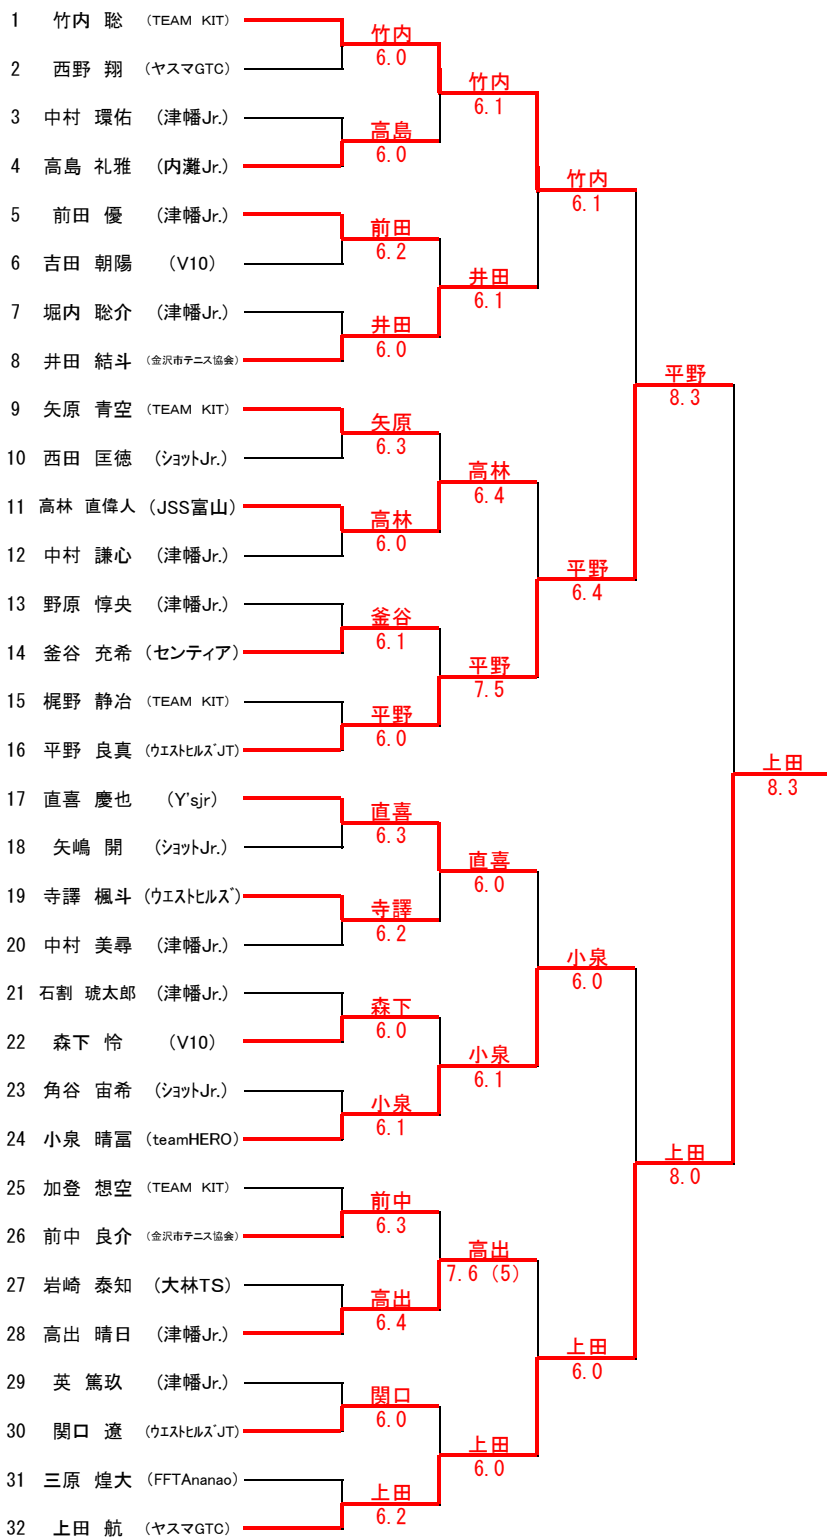 1 竹内 聡 (TEAM KIT)
竹内
6.0
2 西野 翔 (ヤスマGTC)
竹内
6.1
3 中村 環佑 (津幡Jr.)
高島
6.0
4 高島 礼雅 (内灘Jr.)
竹内
6.1
5 前田 優 (津幡Jr.)
前田
6.2
6 吉田 朝陽 (V10)
井田
6.1
7 堀内 聡介 (津幡Jr.)
井田
6.0
8 井田 結斗 (金沢市テニス協会)
平野
8.3
9 矢原 青空 (TEAM KIT)
矢原
6.3
10 西田 匡徳 (ショットJr.)
高林
6.4
11 高林 直偉人 (JSS富山)
高林
6.0
12 中村 謙心 (津幡Jr.)
平野
6.4
13 野原 惇央 (津幡Jr.)
釜谷
6.1
14 釜谷 充希 (センティア)
平野
7.5
15 梶野 静冶 (TEAM KIT)
平野
6.0
16 平野 良真 (ウエストヒルズJT)
上田
8.3
17 直喜 慶也 (Y'sjr)
直喜
6.3
18 矢嶋 開 (ショットJr.)
直喜
6.0
19 寺譯 楓斗 (ウエストヒルズ)
寺譯
6.2
20 中村 美尋 (津幡Jr.)
小泉
6.0
21 石割 琥太郎 (津幡Jr.)
森下
6.0
22 森下 怜 (V10)
小泉
6.1
23 角谷 宙希 (ショットJr.)
小泉
6.1
24 小泉 晴冨 (teamHERO)
上田
8.0
25 加登 想空 (TEAM KIT)
前中
6.3
26 前中 良介 (金沢市テニス協会)
高出
7.6 (5)
27 岩崎 泰知 (大林TS)
高出
6.4
28 高出 晴日 (津幡Jr.)
上田
6.0
29 英 篤玖 (津幡Jr.)
関口
6.0
30 関口 遼 (ウエストヒルズJT)
上田
6.0
31 三原 煌大 (FFTAnanao)
上田
6.2
32 上田 航 (ヤスマGTC)